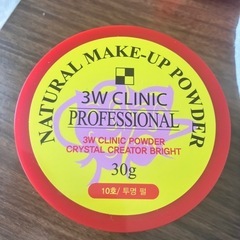 NATURAL MAKE-UP POWDER
3W CLINIC
PROFESSIONAL
3W CLINIC POWDER
CRYSTAL CREATOR BRIGHT
30g
10호/ 투명 펄